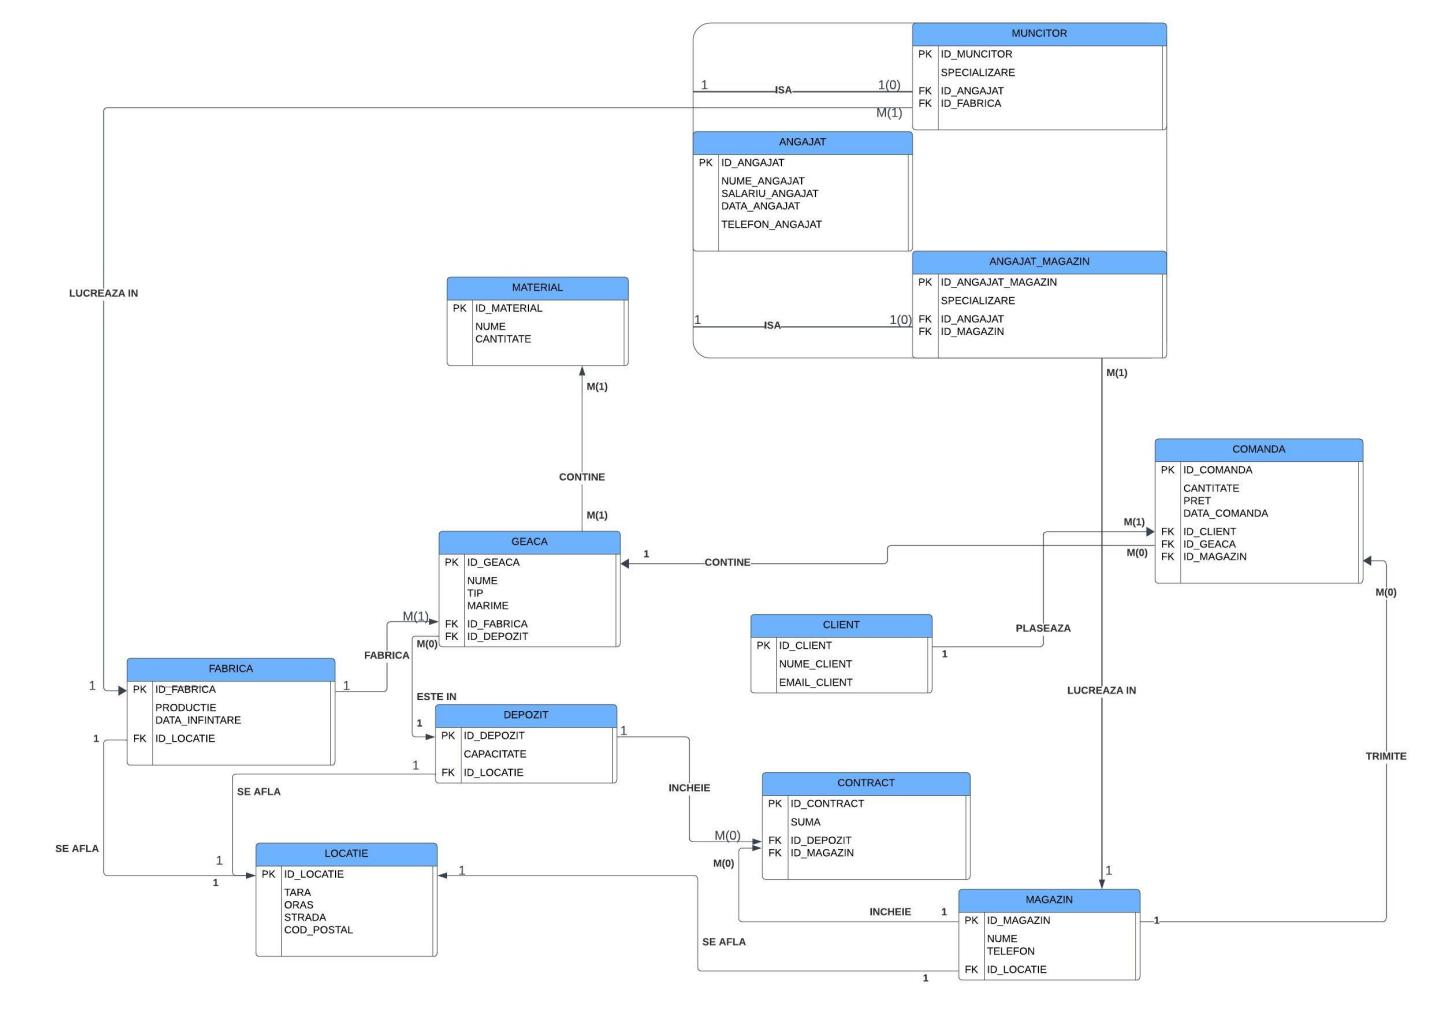 MUNCITOR
PK ID_MUNCITOR
SPECIALIZARE
FK ID_ANGAJAT
FK ID_FABRICA
1 ISA 1(0)
M(1)
ANGAJAT
PK ID_ANGAJAT
NUME_ANGAJAT
SALARIU_ANGAJAT
DATA_ANGAJAT
TELEFON_ANGAJAT
ANGAJAT_MAGAZIN
PK ID_ANGAJAT_MAGAZIN
SPECIALIZARE
FK ID_ANGAJAT
FK ID_MAGAZIN
1 ISA 1(0)
M(1)
LUCREAZA IN
MATERIAL
PK ID_MATERIAL
NUME
CANTITATE
M(1)
CONTINE
M(1)
COMANDA
PK ID_COMANDA
CANTITATE
PRET
DATA_COMANDA
FK ID_CLIENT
FK ID_GEACA
FK ID_MAGAZIN
M(1)
M(0)
M(0)
GEACA
PK ID_GEACA
NUME
TIP
MARIME
FK ID_FABRICA
FK ID_DEPOZIT
1
CONTINE
M(1)
M(0)
FABRICA
ESTE IN
1
CLIENT
PK ID_CLIENT
NUME_CLIENT
EMAIL_CLIENT
1
PLASEAZA
LUCREAZA IN
FABRICA
PK ID_FABRICA
PRODUCTIE
DATA_INFINTARE
FK ID_LOCATIE
1
1
1
DEPOZIT
PK ID_DEPOZIT
CAPACITATE
FK ID_LOCATIE
1
1
SE AFLA
INCHEIE
TRIMITE
CONTRACT
PK ID_CONTRACT
SUMA
FK ID_DEPOZIT
FK ID_MAGAZIN
M(0)
M(0)
SE AFLA
1
1
LOCATIE
PK ID_LOCATIE
TARA
ORAS
STRADA
COD_POSTAL
1
1
MAGAZIN
PK ID_MAGAZIN
NUME
TELEFON
FK ID_LOCATIE
INCHEIE 1
1
SE AFLA
1